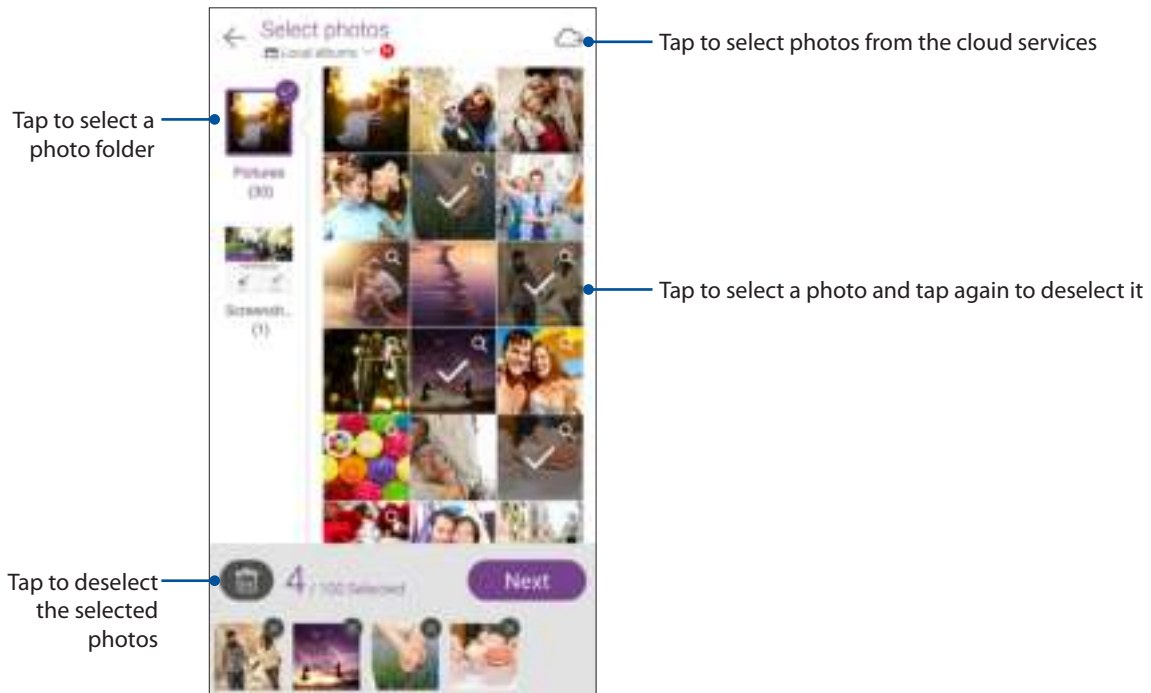 Select photos
Local albums
Tap to select photos from the cloud services
Tap to select a
photo folder
Pictures
(30)
Tap to select a photo and tap again to deselect it
Screensh...
(1)
Tap to deselect
the selected
photos
4 / 100 Selected
Next